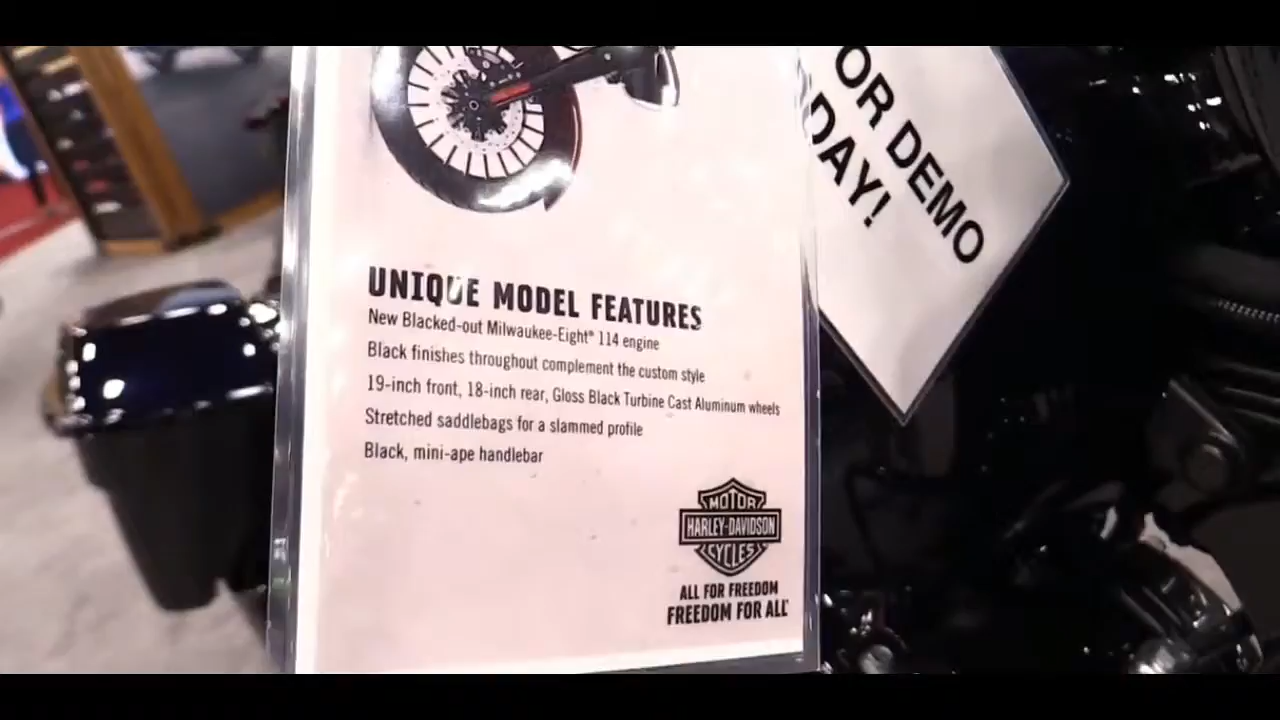 OR DEMO
DAY!
UNIQUE MODEL FEATURES
New Blacked-out Milwaukee-Eight® 114 engine
Black finishes throughout complement the custom style
19-inch front, 18-inch rear, Gloss Black Turbine Cast Aluminum wheels
Stretched saddlebags for a slammed profile
Black, mini-ape handlebar
MOTOR
HARLEY-DAVIDSON
CYCLES
ALL FOR FREEDOM
FREEDOM FOR ALL